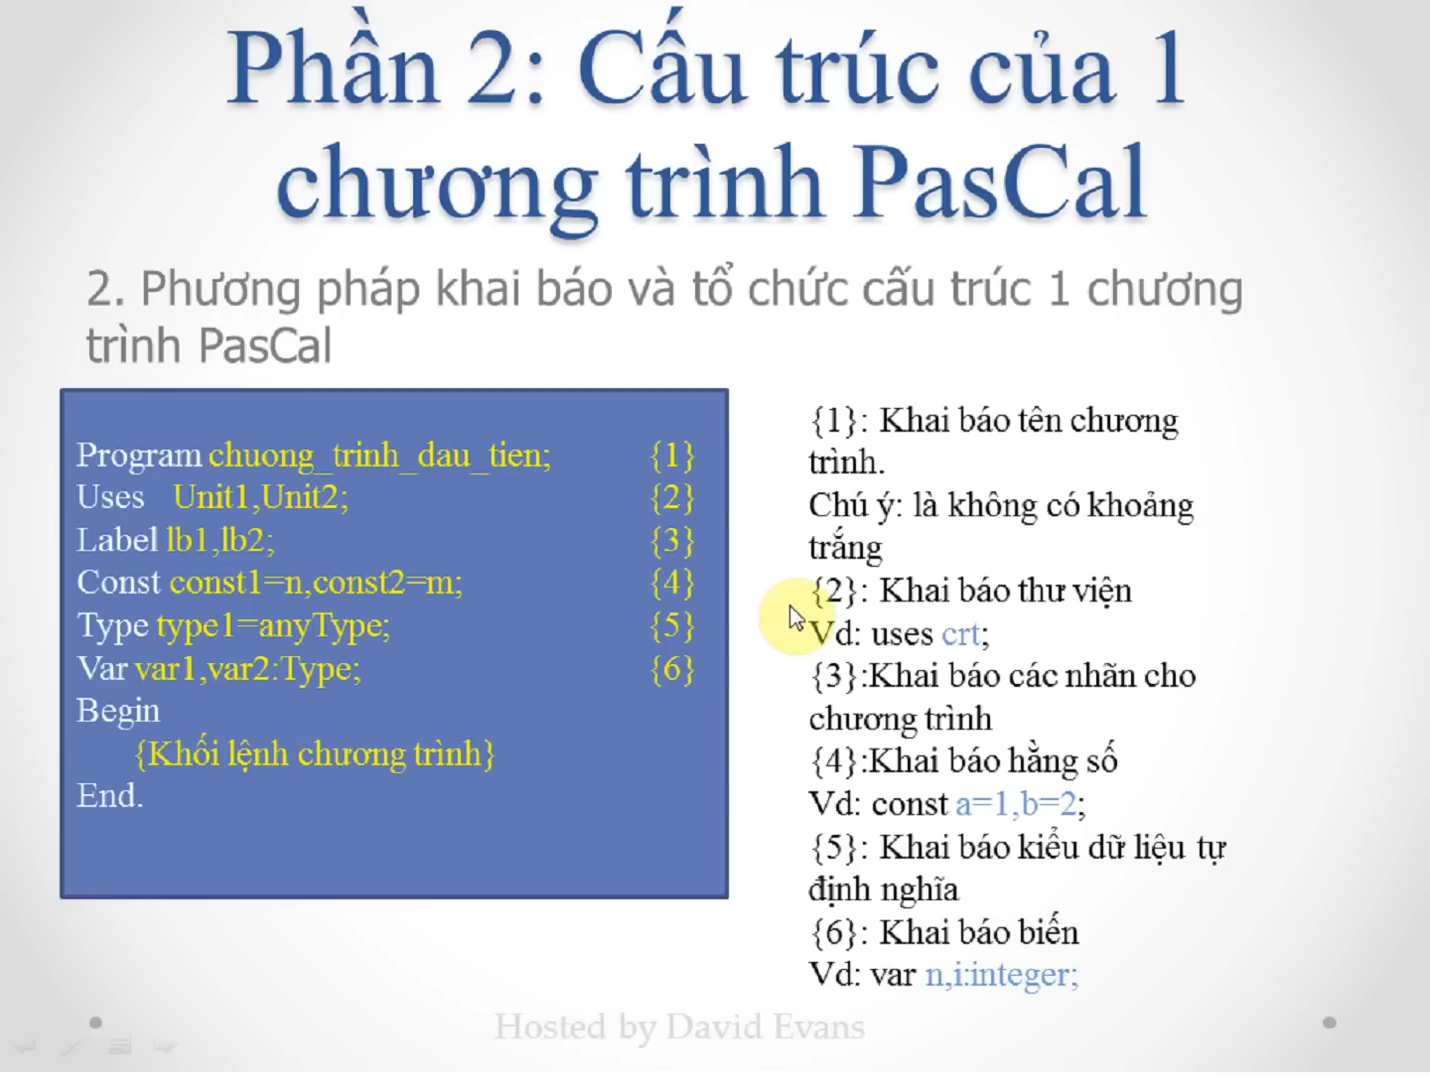 Phần 2: Cấu trúc của 1
chương trình PasCal
2. Phương pháp khai báo và tổ chức cấu trúc 1 chương
trình PasCal
Program chuong_trinh_dau_tien; {1}
Uses Unit1,Unit2; {2}
Label lb1,lb2; {3}
Const const1=n,const2=m; {4}
Type type1=anyType; {5}
Var var1,var2:Type; {6}
Begin
{Khối lệnh chương trình}
End.
{1}: Khai báo tên chương
trình.
Chú ý: là không có khoảng
trắng
{2}: Khai báo thư viện
Vd: uses crt;
{3}:Khai báo các nhãn cho
chương trình
{4}:Khai báo hằng số
Vd: const a=1,b=2;
{5}: Khai báo kiểu dữ liệu tự
định nghĩa
{6}: Khai báo biến
Vd: var n,i:integer;
Hosted by David Evans